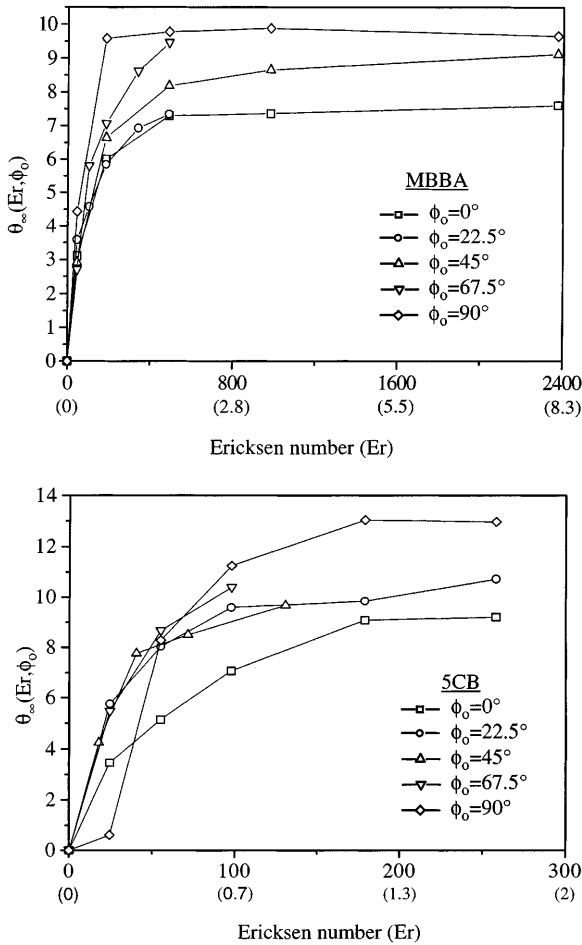 10
9
8
7
6
5
4
3
2
1
0
θ∞(Er,ϕo)
MBBA
ϕo=0°
ϕo=22.5°
ϕo=45°
ϕo=67.5°
ϕo=90°
0 800 1600 2400
(0) (2.8) (5.5) (8.3)
Ericksen number (Er)
14
12
10
8
6
4
2
0
θ∞(Er,ϕo)
5CB
ϕo=0°
ϕo=22.5°
ϕo=45°
ϕo=67.5°
ϕo=90°
0 100 200 300
(0) (0.7) (1.3) (2)
Ericksen number (Er)